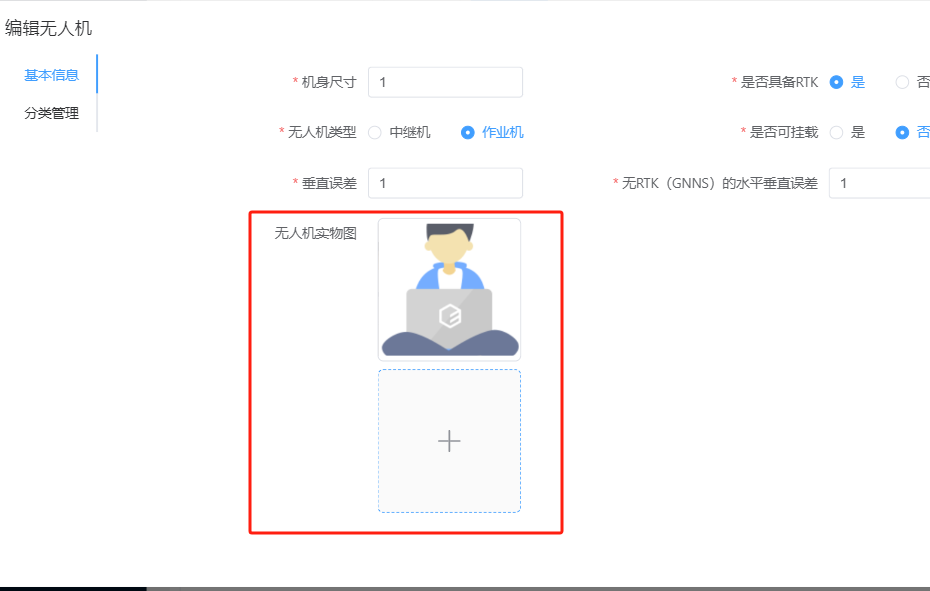 编辑无人机
基本信息
分类管理
* 机身尺寸 1 * 是否具备RTK 是 否
* 无人机类型 中继机 作业机 * 是否可挂载 是 否
* 垂直误差 1 * 无RTK（GNNS）的水平垂直误差 1
无人机实物图